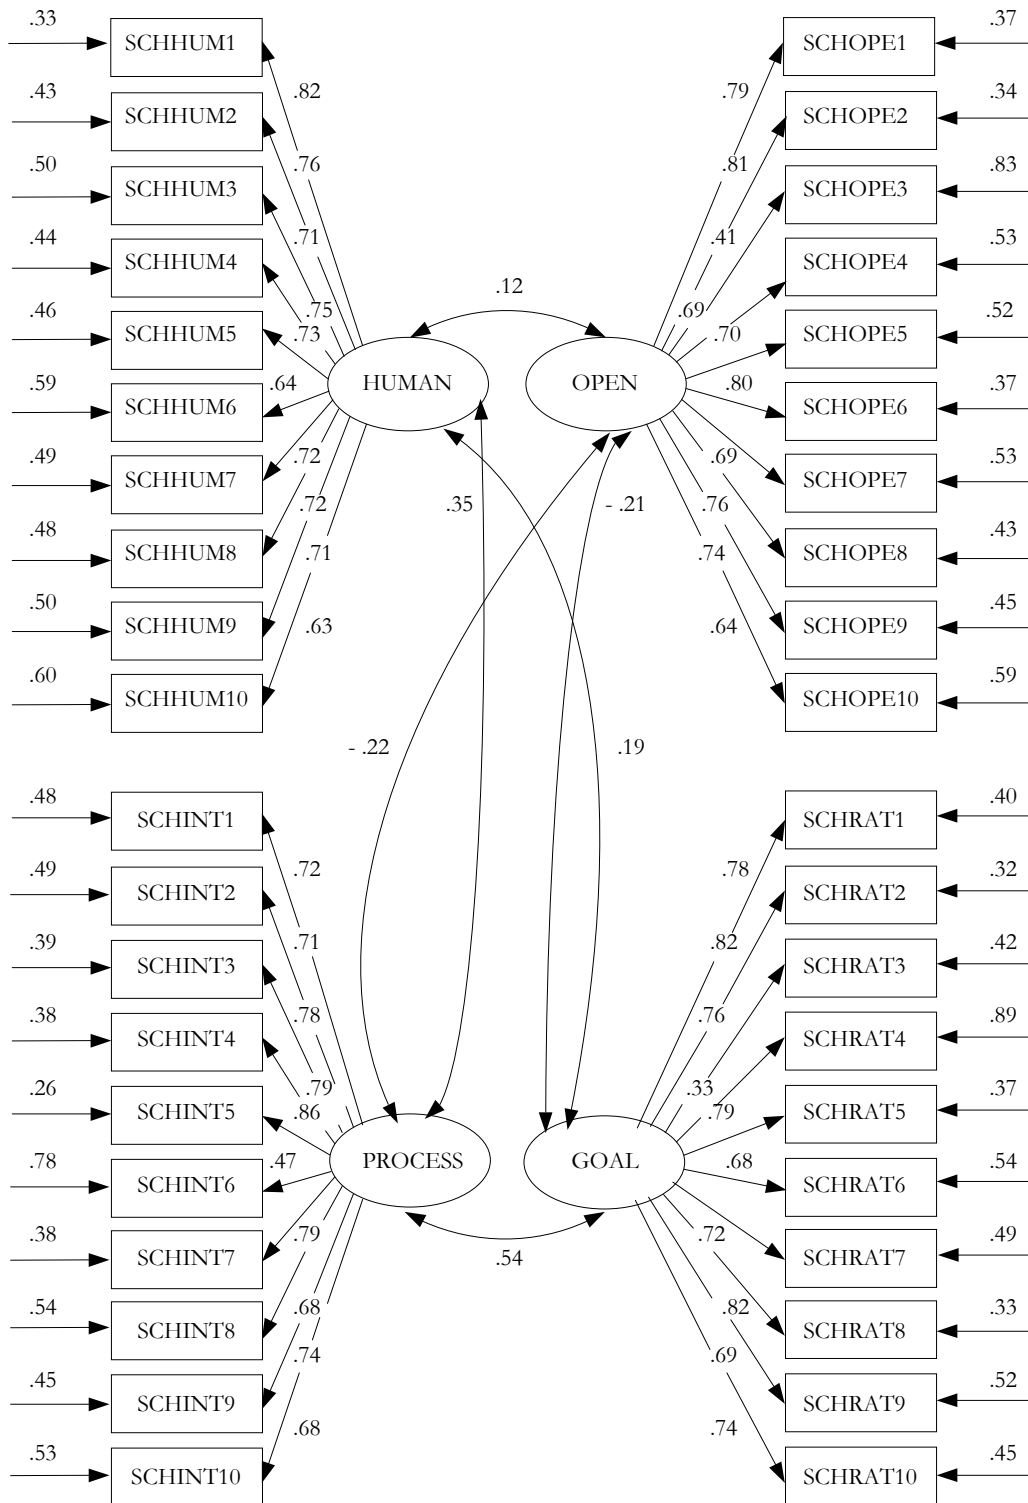 .33 SCHHUM1 .82 .79 SCHOPE1 .37
.43 SCHHUM2 .76 .81 SCHOPE2 .34
.50 SCHHUM3 .71 .41 SCHOPE3 .83
.44 SCHHUM4 .75 .69 SCHOPE4 .53
.46 SCHHUM5 .73 .70 SCHOPE5 .52
.59 SCHHUM6 .64 .80 SCHOPE6 .37
.49 SCHHUM7 .72 .69 SCHOPE7 .53
.48 SCHHUM8 .72 .76 SCHOPE8 .43
.50 SCHHUM9 .71 .74 SCHOPE9 .45
.60 SCHHUM10 .63 .64 SCHOPE10 .59
.12
HUMAN OPEN
.35 - .21
- .22 .19
.48 SCHINT1 .72 .78 SCHRAT1 .40
.49 SCHINT2 .71 .82 SCHRAT2 .32
.39 SCHINT3 .78 .76 SCHRAT3 .42
.38 SCHINT4 .79 .33 SCHRAT4 .89
.26 SCHINT5 .86 .79 SCHRAT5 .37
.78 SCHINT6 .47 .68 SCHRAT6 .54
.38 SCHINT7 .79 .72 SCHRAT7 .49
.54 SCHINT8 .68 .82 SCHRAT8 .33
.45 SCHINT9 .74 .69 SCHRAT9 .52
.53 SCHINT10 .68 .74 SCHRAT10 .45
PROCESS GOAL
.54